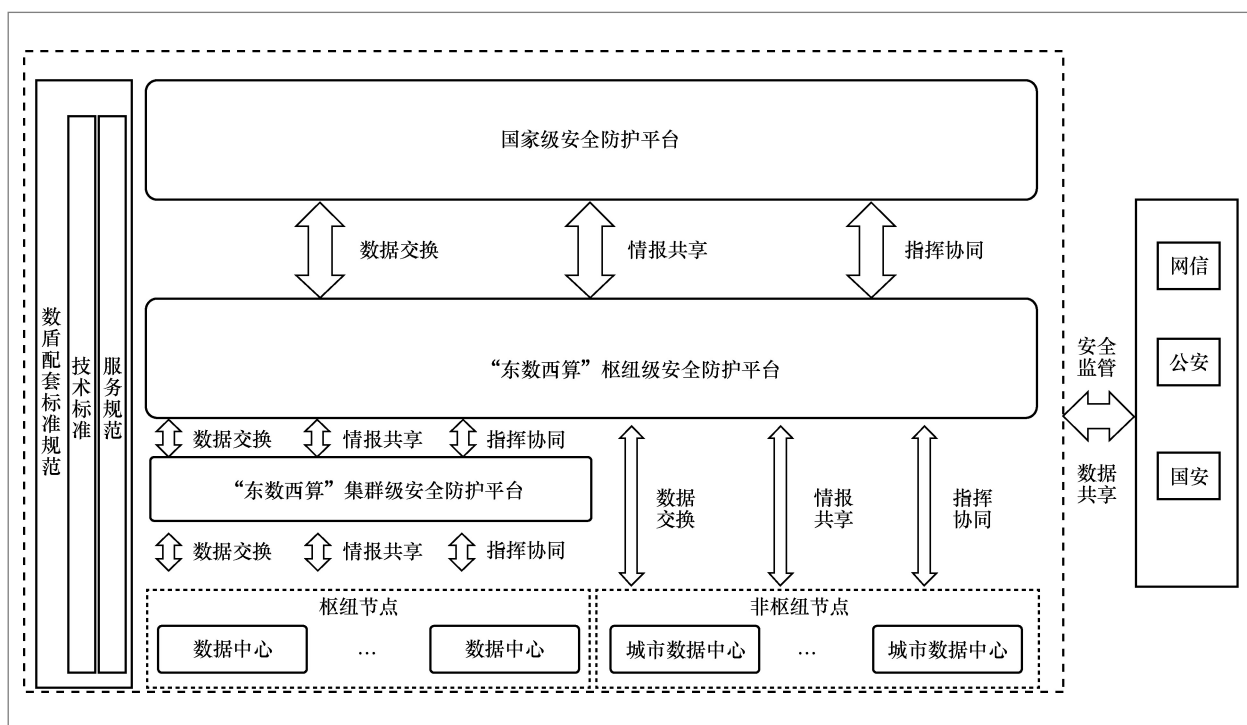 国家级安全防护平台
数据交换
情报共享
指挥协同
数盾配套标准规范
技术标准
服务规范
“东数西算”枢纽级安全防护平台
数据交换
情报共享
指挥协同
“东数西算”集群级安全防护平台
数据交换
情报共享
指挥协同
数据
交换
情报
共享
指挥
协同
枢纽节点
数据中心
…
数据中心
非枢纽节点
城市数据中心
…
城市数据中心
安全
监管
数据
共享
网信
公安
国安